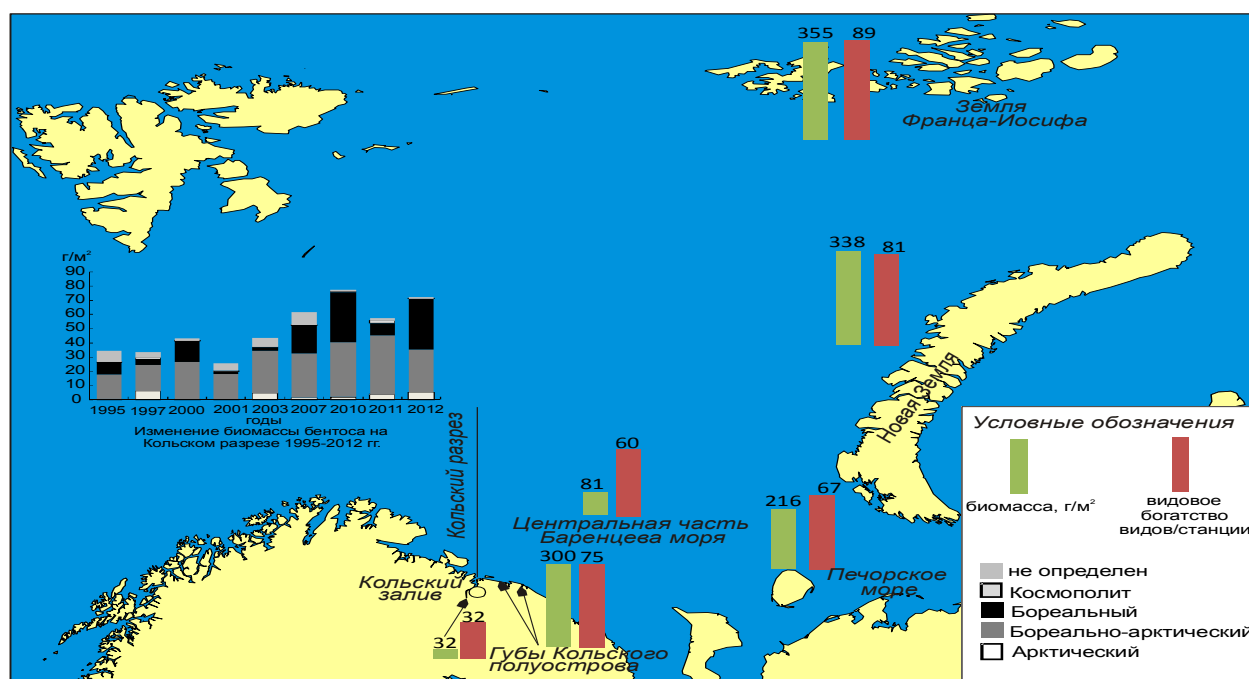 355 89
Земля
Франца-Иосифа
338 81
Новая Земля
г/м²
90
80
70
60
50
40
30
20
10
0
1995 1997 2000 2001 2003 2007 2010 2011 2012
годы
Изменение биомассы бентоса на
Кольском разрезе 1995-2012 гг.
Кольский разрез
60
81
Центральная часть
Баренцева моря
216 67
Печорское
море
300 75
Кольский
залив
32
32
Губы Кольского
полуострова
Условные обозначения
биомасса, г/м²
видовое
богатство
видов/станции
не определен
Космополит
Бореальный
Бореально-арктический
Арктический